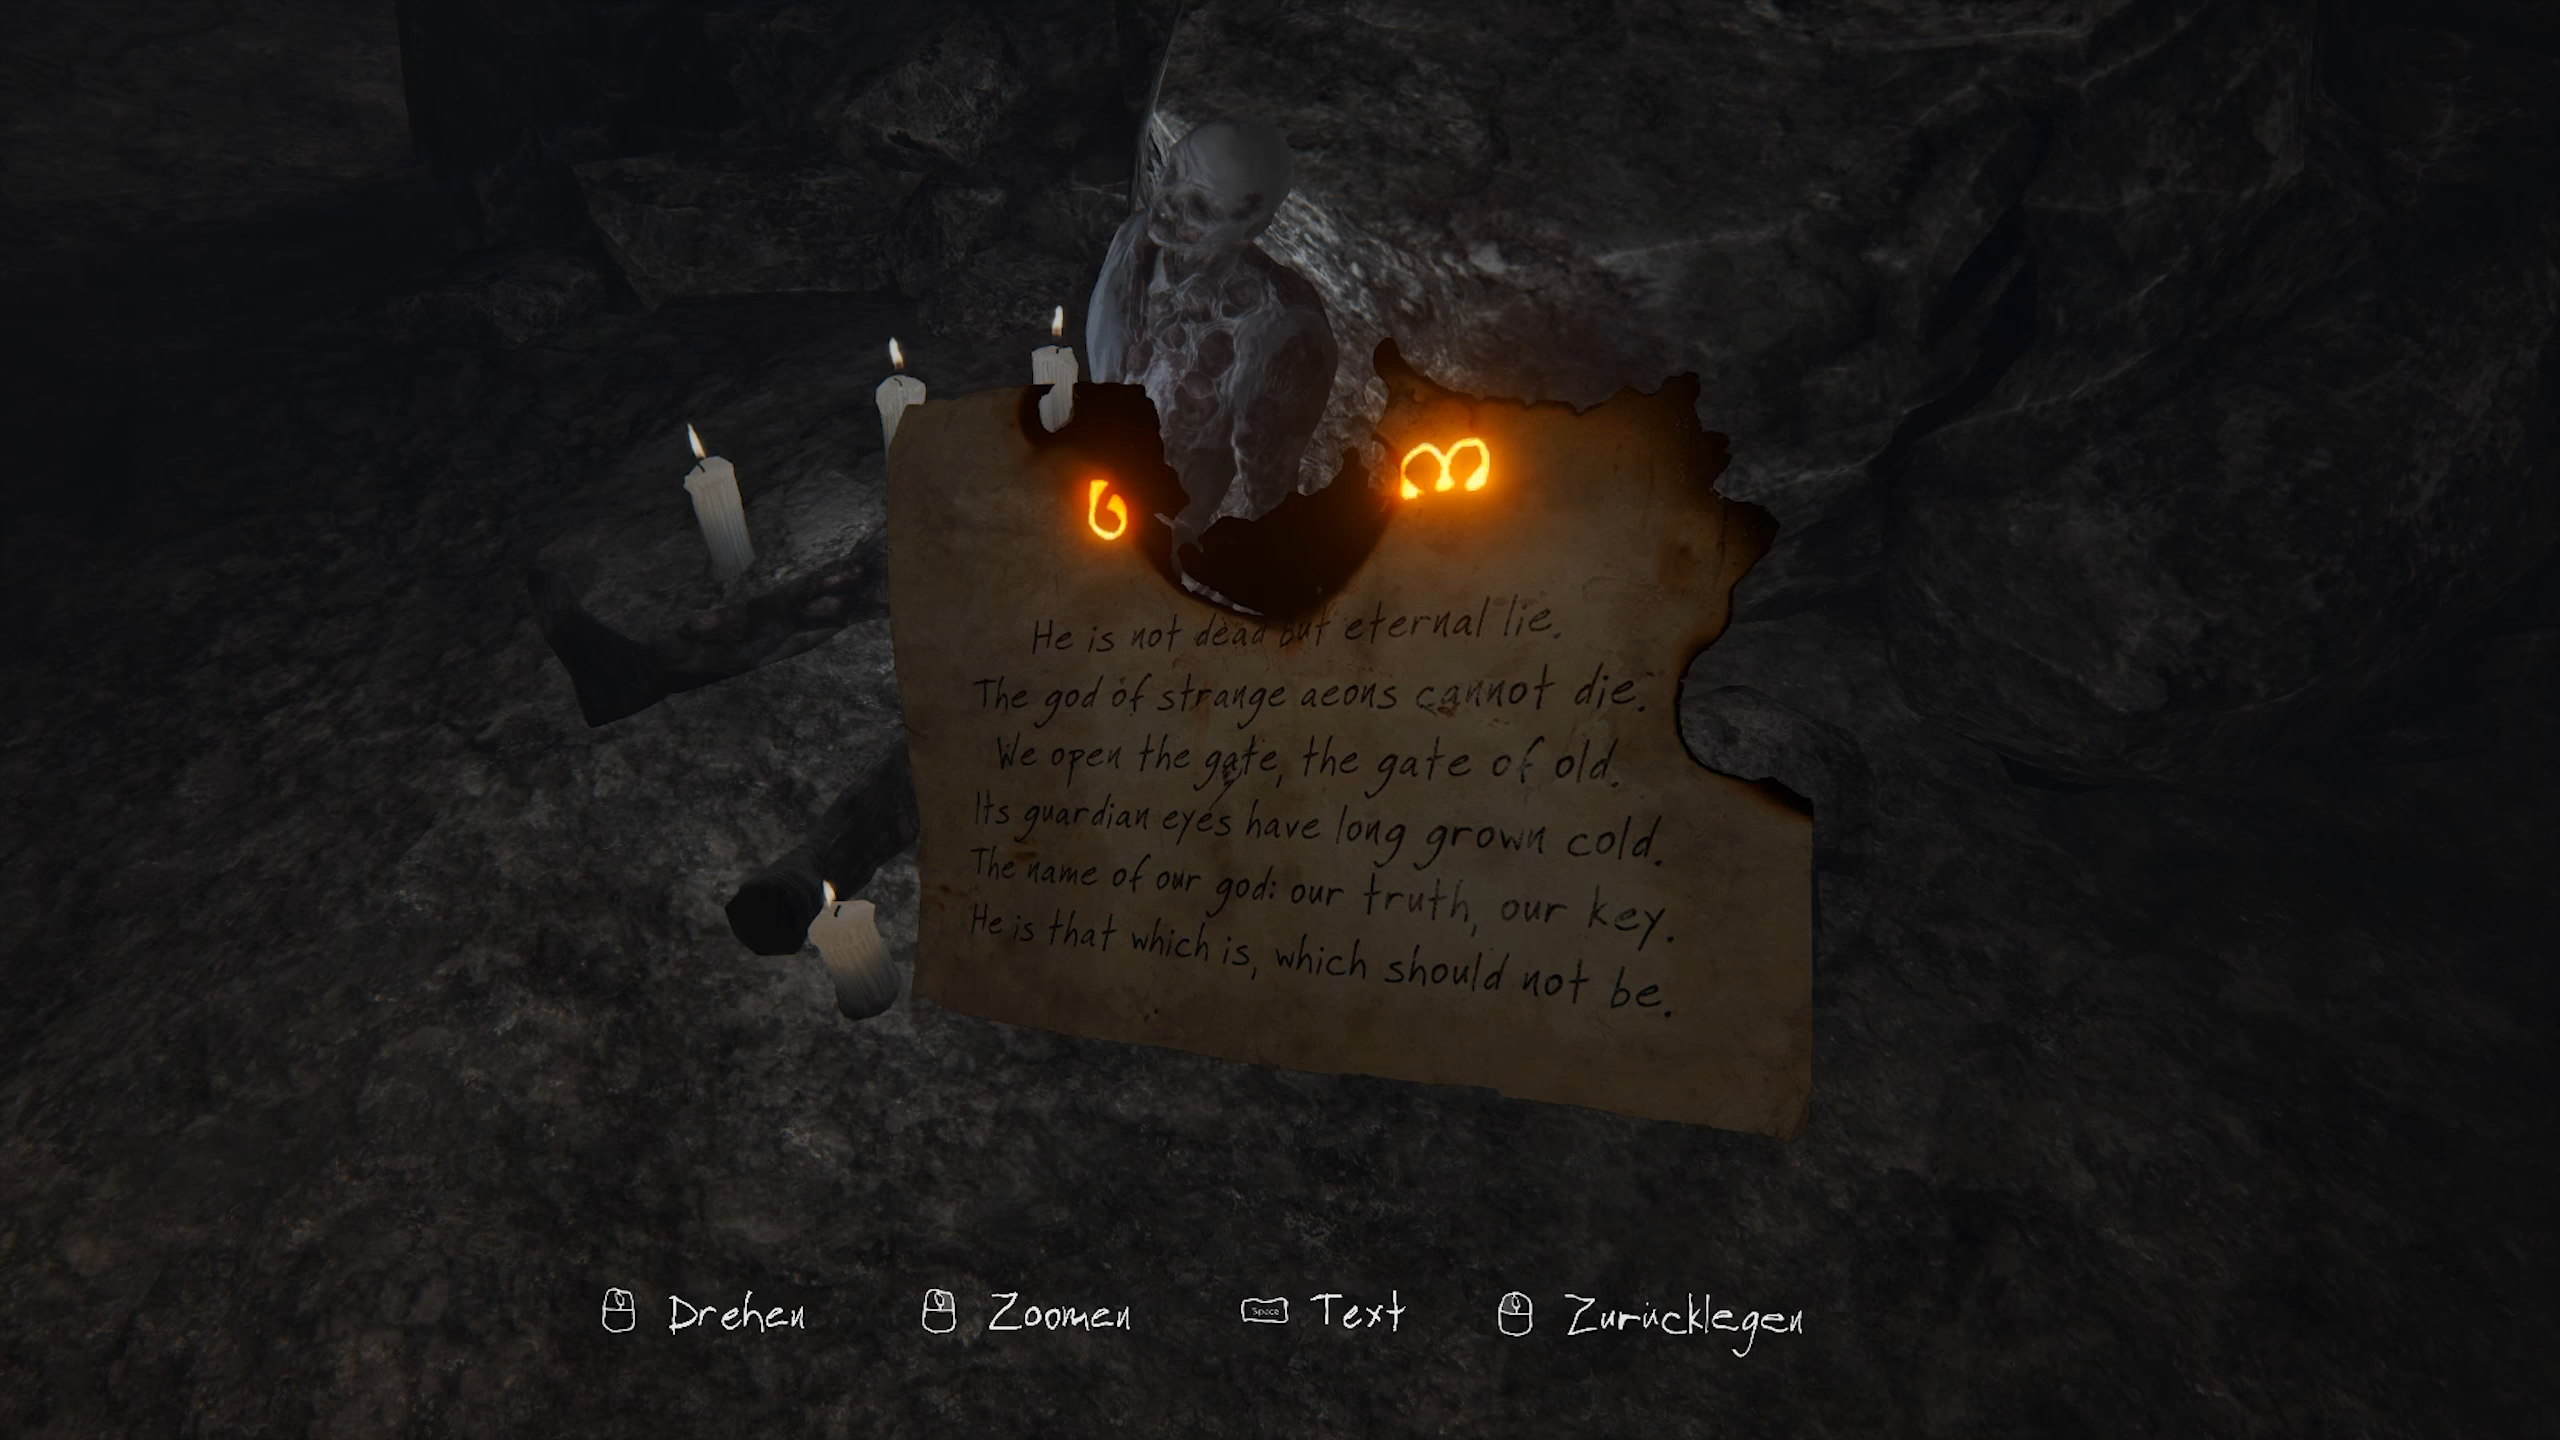 He is not dead but eternal lie.
The god of strange aeons cannot die.
We open the gate, the gate of old.
Its guardian eyes have long grown cold.
The name of our god: our truth, our key.
He is that which is, which should not be.
Drehen Zoomen Space Text Zurücklegen